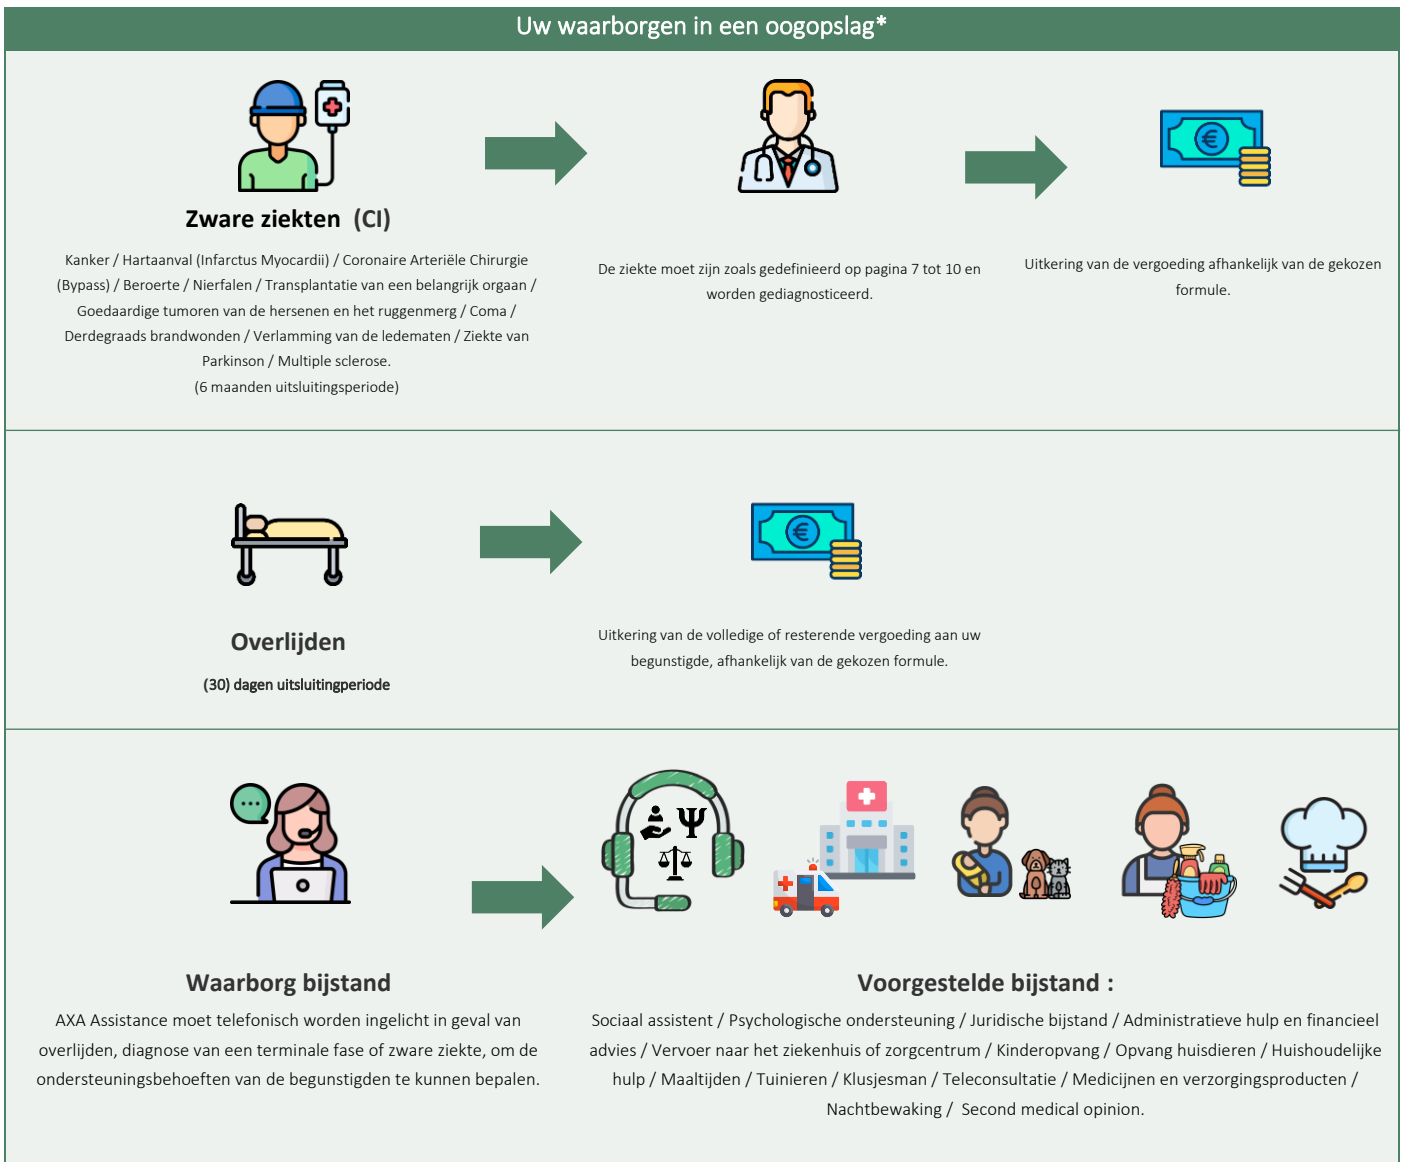 Uw waarborgen in een oogopslag*
Zware ziekten (CI)
Kanker / Hartaanval (Infarctus Myocardii) / Coronaire Arteriële Chirurgie
(Bypass) / Beroerte / Nierfalen / Transplantatie van een belangrijk orgaan /
Goedaardige tumoren van de hersenen en het ruggenmerg / Coma /
Derdegraads brandwonden / Verlamming van de ledematen / Ziekte van
Parkinson / Multiple sclerose.
(6 maanden uitsluitingsperiode)
De ziekte moet zijn zoals gedefinieerd op pagina 7 tot 10 en
worden gediagnosticeerd.
Uitkering van de vergoeding afhankelijk van de gekozen
formule.
Overlijden
(30) dagen uitsluitingperiode
Uitkering van de volledige of resterende vergoeding aan uw
begunstigde, afhankelijk van de gekozen formule.
Waarborg bijstand
AXA Assistance moet telefonisch worden ingelicht in geval van
overlijden, diagnose van een terminale fase of zware ziekte, om de
ondersteuningsbehoeften van de begunstigden te kunnen bepalen.
Voorgestelde bijstand :
Sociaal assistent / Psychologische ondersteuning / Juridische bijstand / Administratieve hulp en financieel
advies / Vervoer naar het ziekenhuis of zorgcentrum / Kinderopvang / Opvang huisdieren / Huishoudelijke
hulp / Maaltijden / Tuinieren / Klusjesman / Teleconsultatie / Medicijnen en verzorgingsproducten /
Nachtbewaking / Second medical opinion.